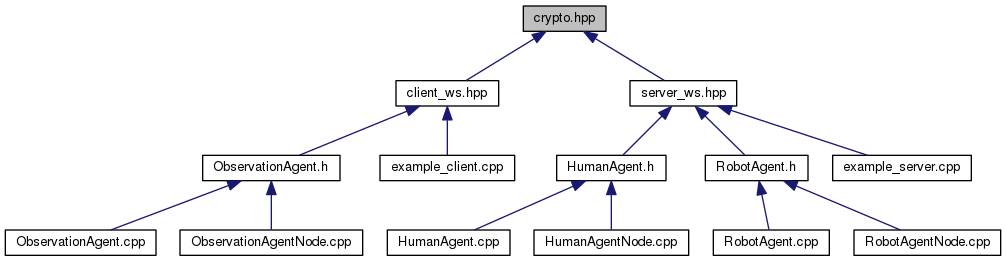 crypto.hpp
client_ws.hpp
server_ws.hpp
ObservationAgent.h
example_client.cpp
HumanAgent.h
RobotAgent.h
example_server.cpp
ObservationAgent.cpp
ObservationAgentNode.cpp
HumanAgent.cpp
HumanAgentNode.cpp
RobotAgent.cpp
RobotAgentNode.cpp